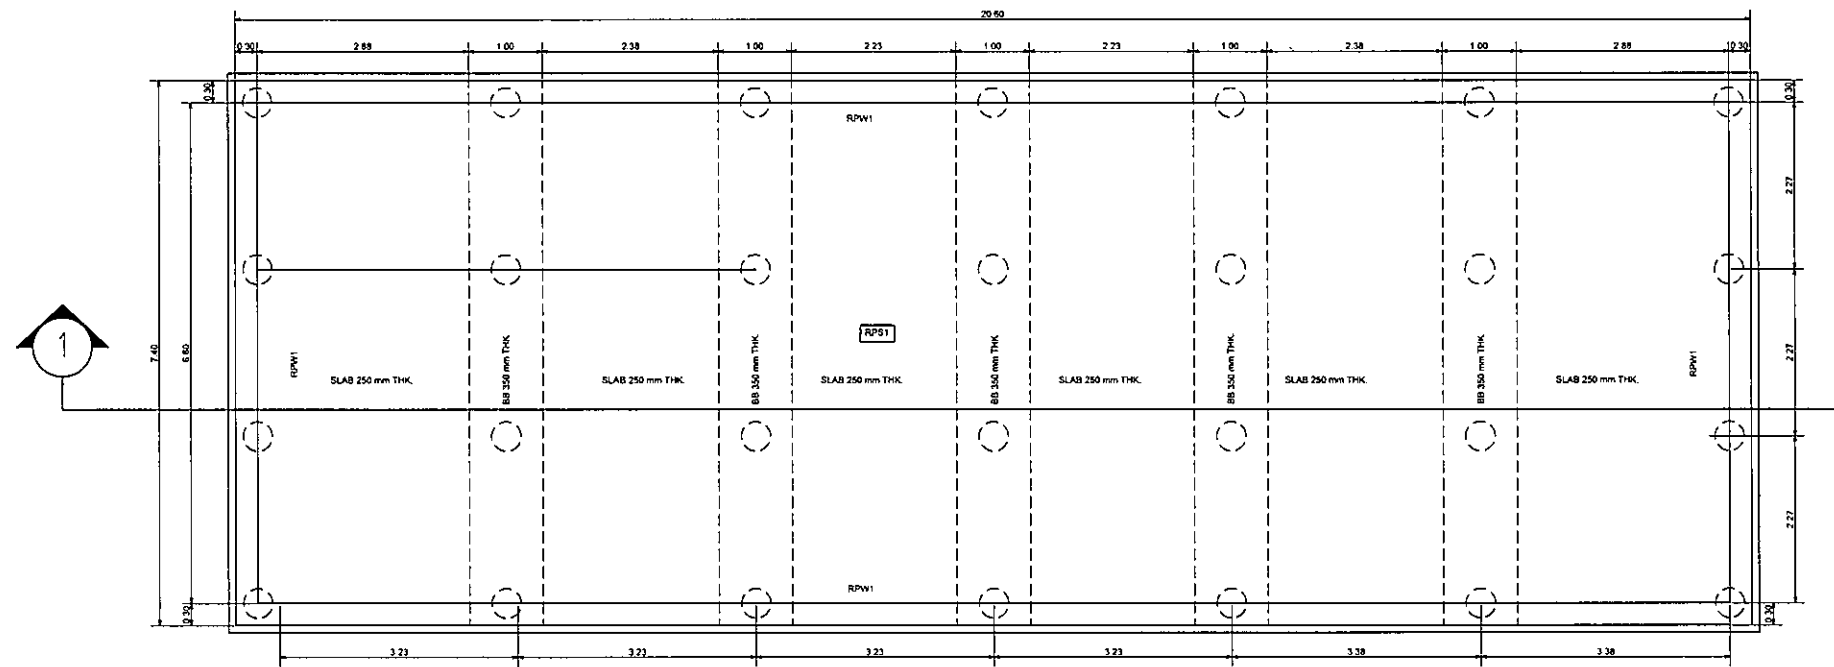 20.60
0.30 2.88 1.00 2.38 1.00 2.23 1.00 2.23 1.00 2.38 1.00 2.88 0.30
0.30
0.30
RPW1
2.27
7.40
6.80
RPW1
SLAB 250 mm THK.
BB 350 mm THK.
SLAB 250 mm THK.
BB 350 mm THK.
RPS1
SLAB 250 mm THK.
BB 350 mm THK.
SLAB 250 mm THK.
BB 350 mm THK.
SLAB 250 mm THK.
BB 350 mm THK.
SLAB 250 mm THK.
RPW1
2.27
1
2.27
RPW1
0.30
0.30
3.23 3.23 3.23 3.23 3.38 3.38